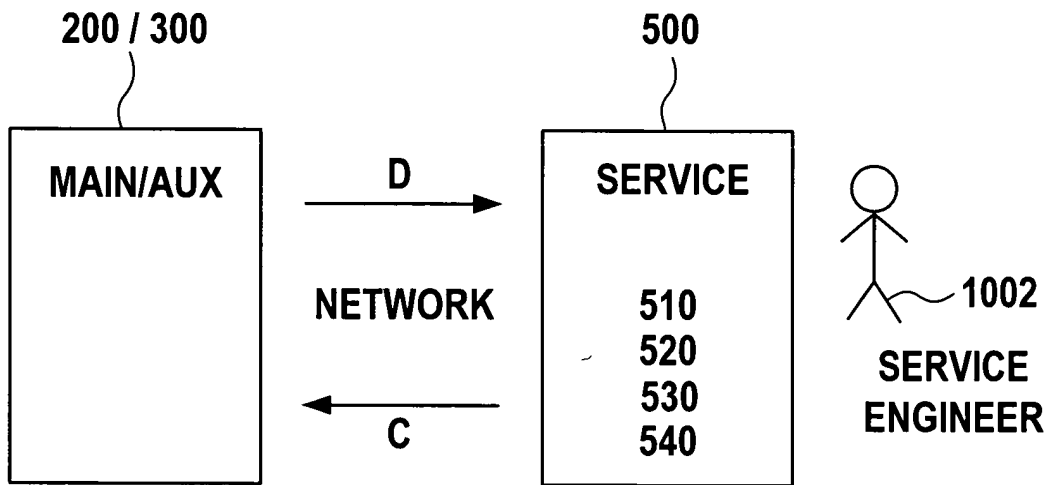 200 / 300
500
MAIN/AUX
D
SERVICE
NETWORK
510
520
530
540
C
1002
SERVICE
ENGINEER